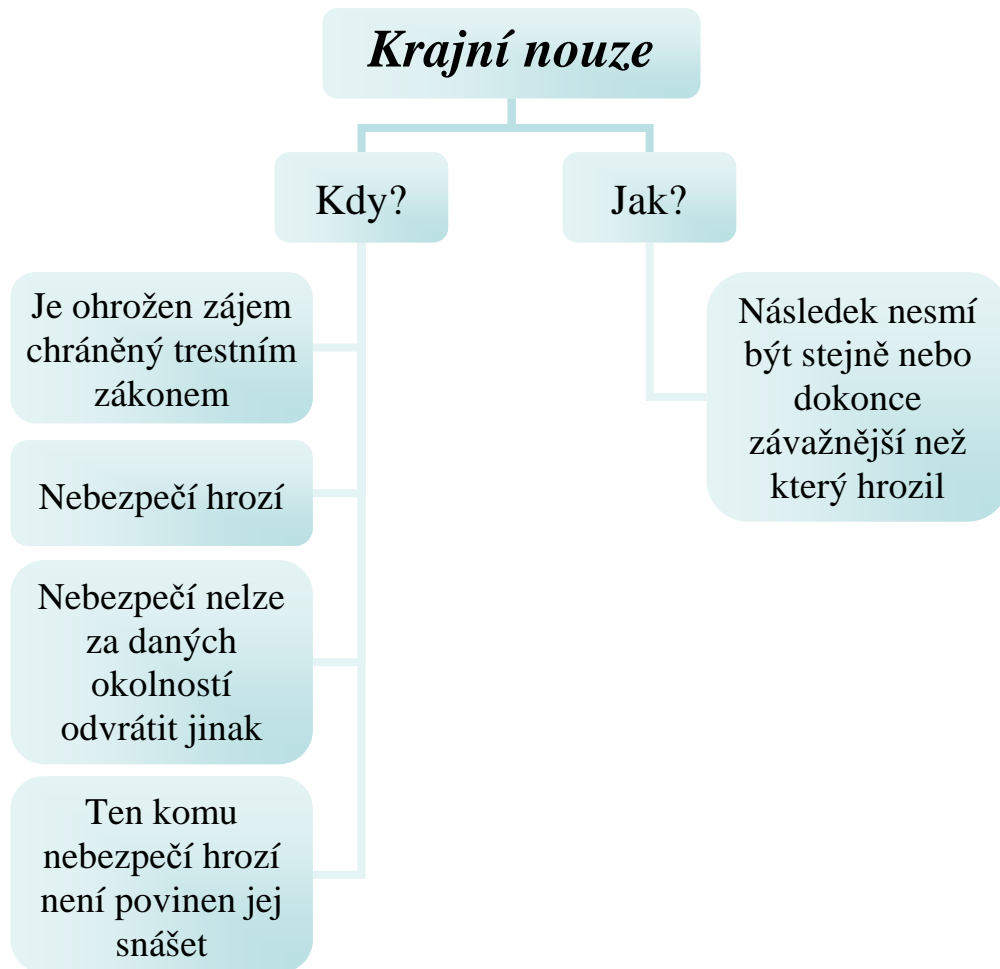 Krajní nouze
Kdy?
Jak?
Je ohrožen zájem
chráněný trestním
zákonem
Nebezpečí hrozí
Nebezpečí nelze
za daných
okolností
odvrátit jinak
Ten komu
nebezpečí hrozí
není povinen jej
snášet
Následek nesmí
být stejně nebo
dokonce
závažnější než
který hrozil